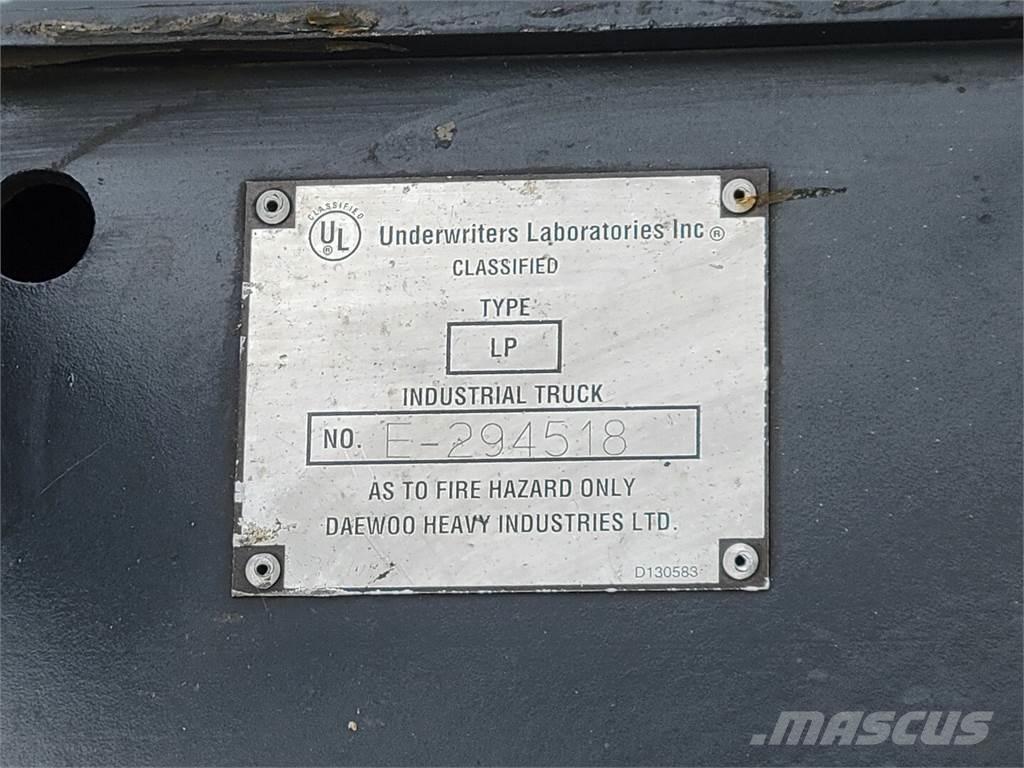 CLASSIFIED
UL®
Underwriters Laboratories Inc®
CLASSIFIED
TYPE
LP
INDUSTRIAL TRUCK
NO. E-294518
AS TO FIRE HAZARD ONLY
DAEWOO HEAVY INDUSTRIES LTD.
D130583
MASCUS